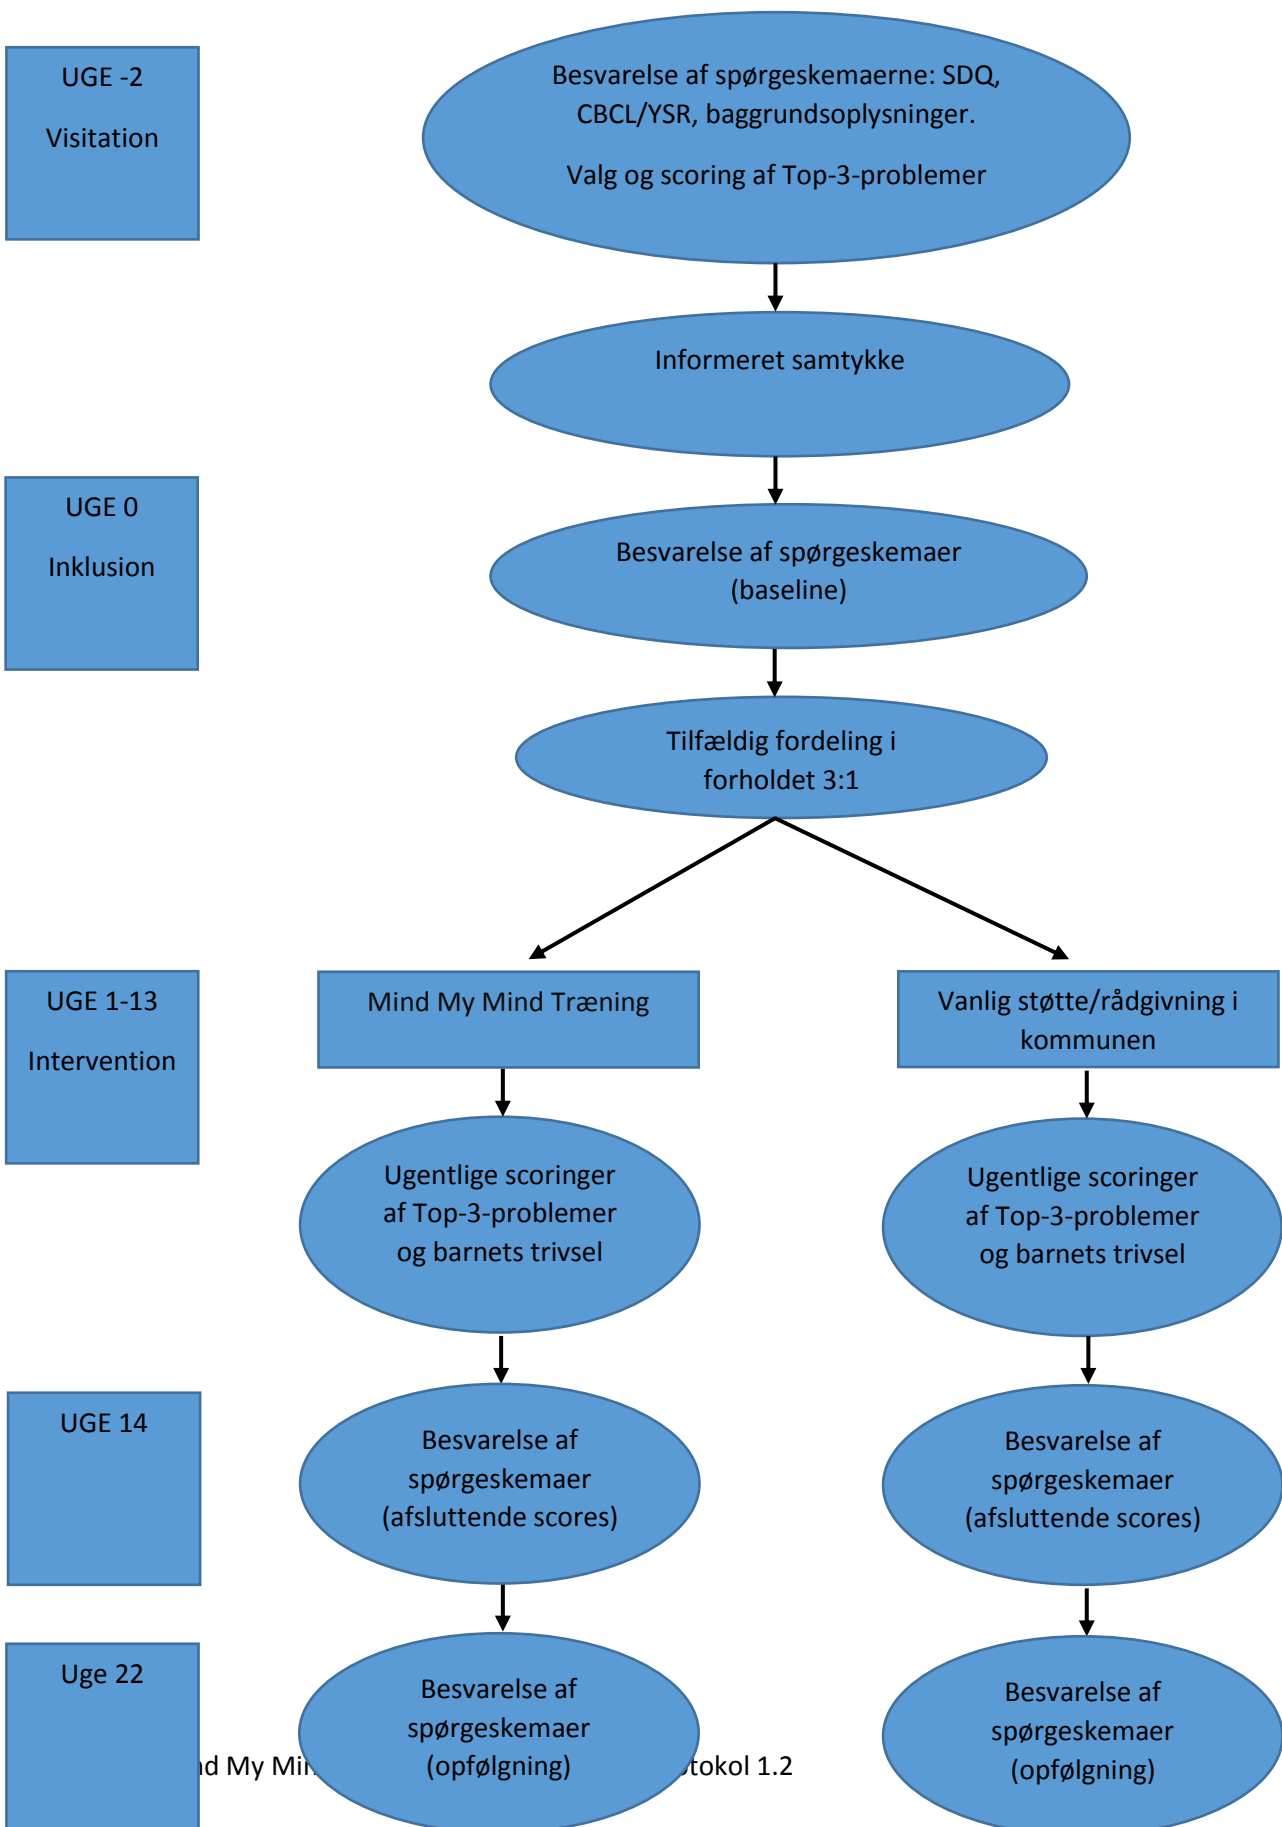 UGE -2
Visitation
Besvarelse af spørgeskemaerne: SDQ,
CBCL/YSR, baggrundsoplysninger.
Valg og scoring af Top-3-problemer
Informeret samtykke
UGE 0
Inklusion
Besvarelse af spørgeskemaer
(baseline)
Tilfældig fordeling i
forholdet 3:1
UGE 1-13
Intervention
Mind My Mind Træning
Vanlig støtte/rådgivning i
kommunen
Ugentlige scoringer
af Top-3-problemer
og barnets trivsel
Ugentlige scoringer
af Top-3-problemer
og barnets trivsel
UGE 14
Besvarelse af
spørgeskemaer
(afsluttende scores)
Besvarelse af
spørgeskemaer
(afsluttende scores)
Uge 22
Besvarelse af
spørgeskemaer
(opfølgning)
Besvarelse af
spørgeskemaer
(opfølgning)
My 1.2